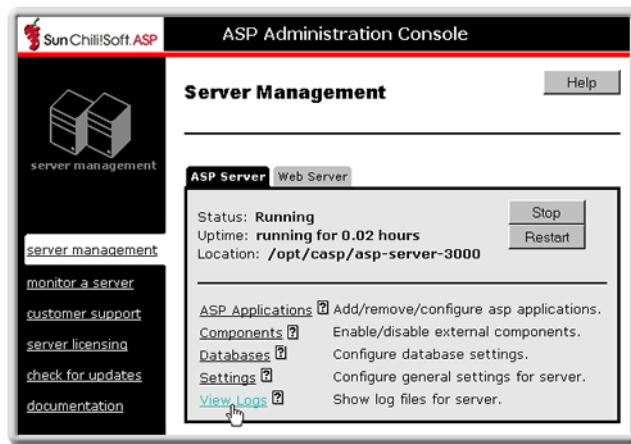 Sun Chili!Soft ASP
ASP Administration Console
Server Management
Help
server management
ASP Server
Web Server
Status: Running
Stop
Uptime: running for 0.02 hours
Restart
Location: /opt/casp/asp-server-3000
server management
monitor a server
customer support
server licensing
check for updates
documentation
ASP Applications ? Add/remove/configure asp applications.
Components ? Enable/disable external components.
Databases ? Configure database settings.
Settings ? Configure general settings for server.
View Logs ? Show log files for server.